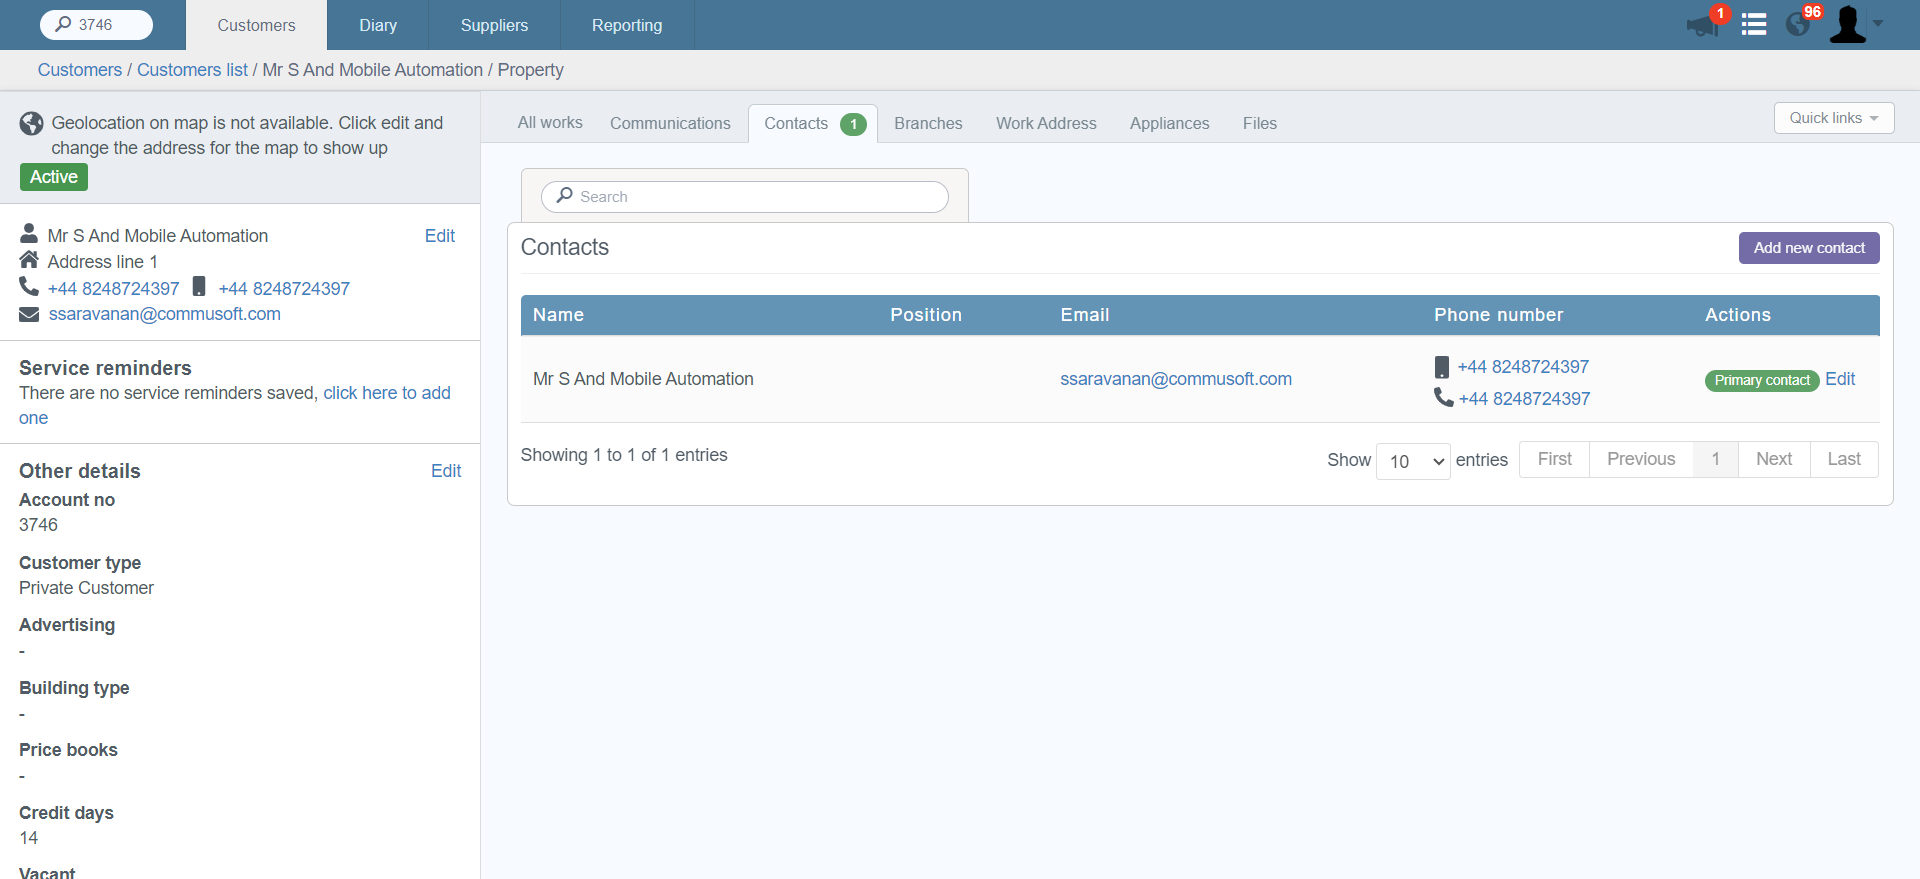 3746
Customers
Diary
Suppliers
Reporting
1
96
Customers / Customers list / Mr S And Mobile Automation / Property
Geolocation on map is not available. Click edit and
change the address for the map to show up
Active
Mr S And Mobile Automation
Edit
Address line 1
+44 8248724397
+44 8248724397
ssaravanan@commusoft.com
Service reminders
There are no service reminders saved, click here to add
one
Other details
Edit
Account no
3746
Customer type
Private Customer
Advertising
-
Building type
-
Price books
-
Credit days
14
Vacant
All works
Communications
Contacts 1
Branches
Work Address
Appliances
Files
Quick links
Search
Contacts
Add new contact
Name
Position
Email
Phone number
Actions
Mr S And Mobile Automation
ssaravanan@commusoft.com
+44 8248724397
+44 8248724397
Primary contact
Edit
Showing 1 to 1 of 1 entries
Show 10 entries
First
Previous
1
Next
Last